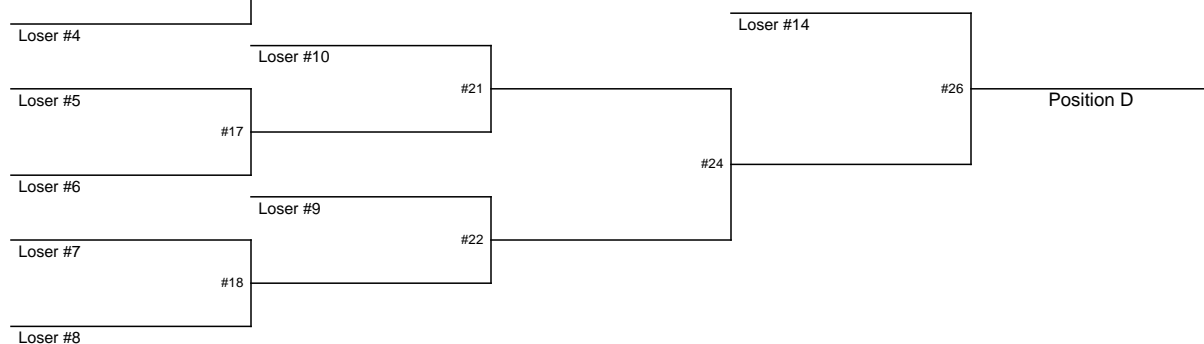 Loser #4
Loser #10
Loser #5
#17
Loser #6
#21
Loser #9
Loser #7
#18
Loser #8
#22
#24
Loser #14
#26
Position D